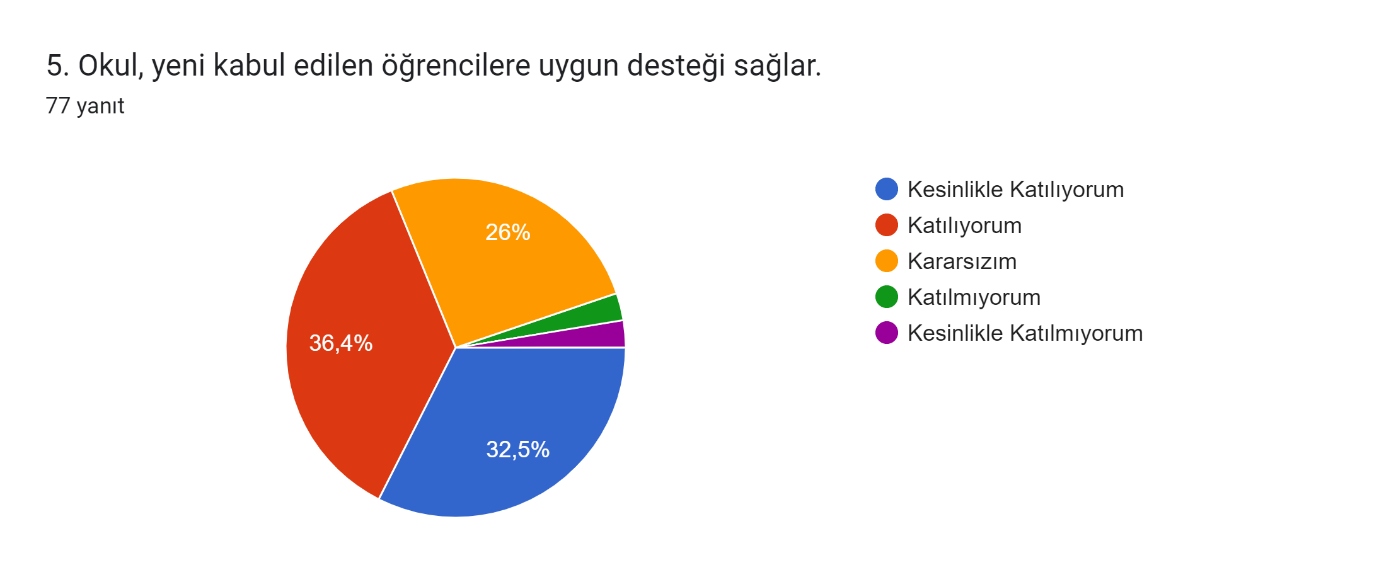 5. Okul, yeni kabul edilen öğrencilere uygun desteği sağlar.
77 yanıt
26%
36,4%
32,5%
Kesinlikle Katılıyorum
Katılıyorum
Kararsızım
Katılmıyorum
Kesinlikle Katılmıyorum